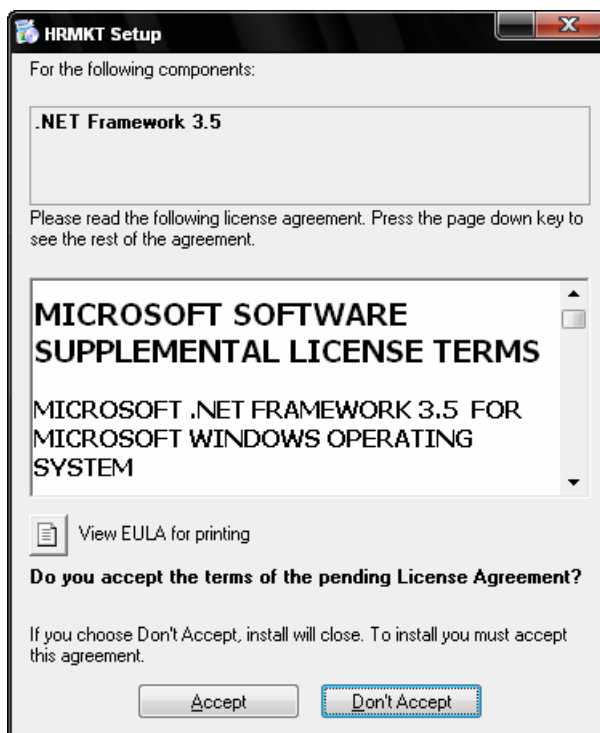 HRMKT Setup
For the following components:
.NET Framework 3.5
Please read the following license agreement. Press the page down key to
see the rest of the agreement.
MICROSOFT SOFTWARE
SUPPLEMENTAL LICENSE TERMS
MICROSOFT .NET FRAMEWORK 3.5 FOR
MICROSOFT WINDOWS OPERATING
SYSTEM
View EULA for printing
Do you accept the terms of the pending License Agreement?
If you choose Don't Accept, install will close. To install you must accept
this agreement.
Accept
Don't Accept